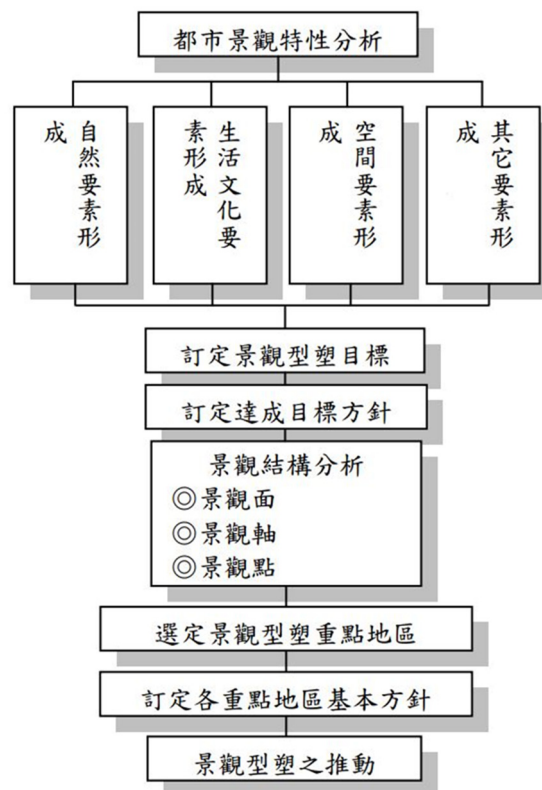 都市景觀特性分析
自然要素形
成
生活文化要
素形成
空間要素形
成
其它要素形
成
訂定景觀型塑目標
訂定達成目標方針
景觀結構分析
◎景觀面
◎景觀軸
◎景觀點
選定景觀型塑重點地區
訂定各重點地區基本方針
景觀型塑之推動